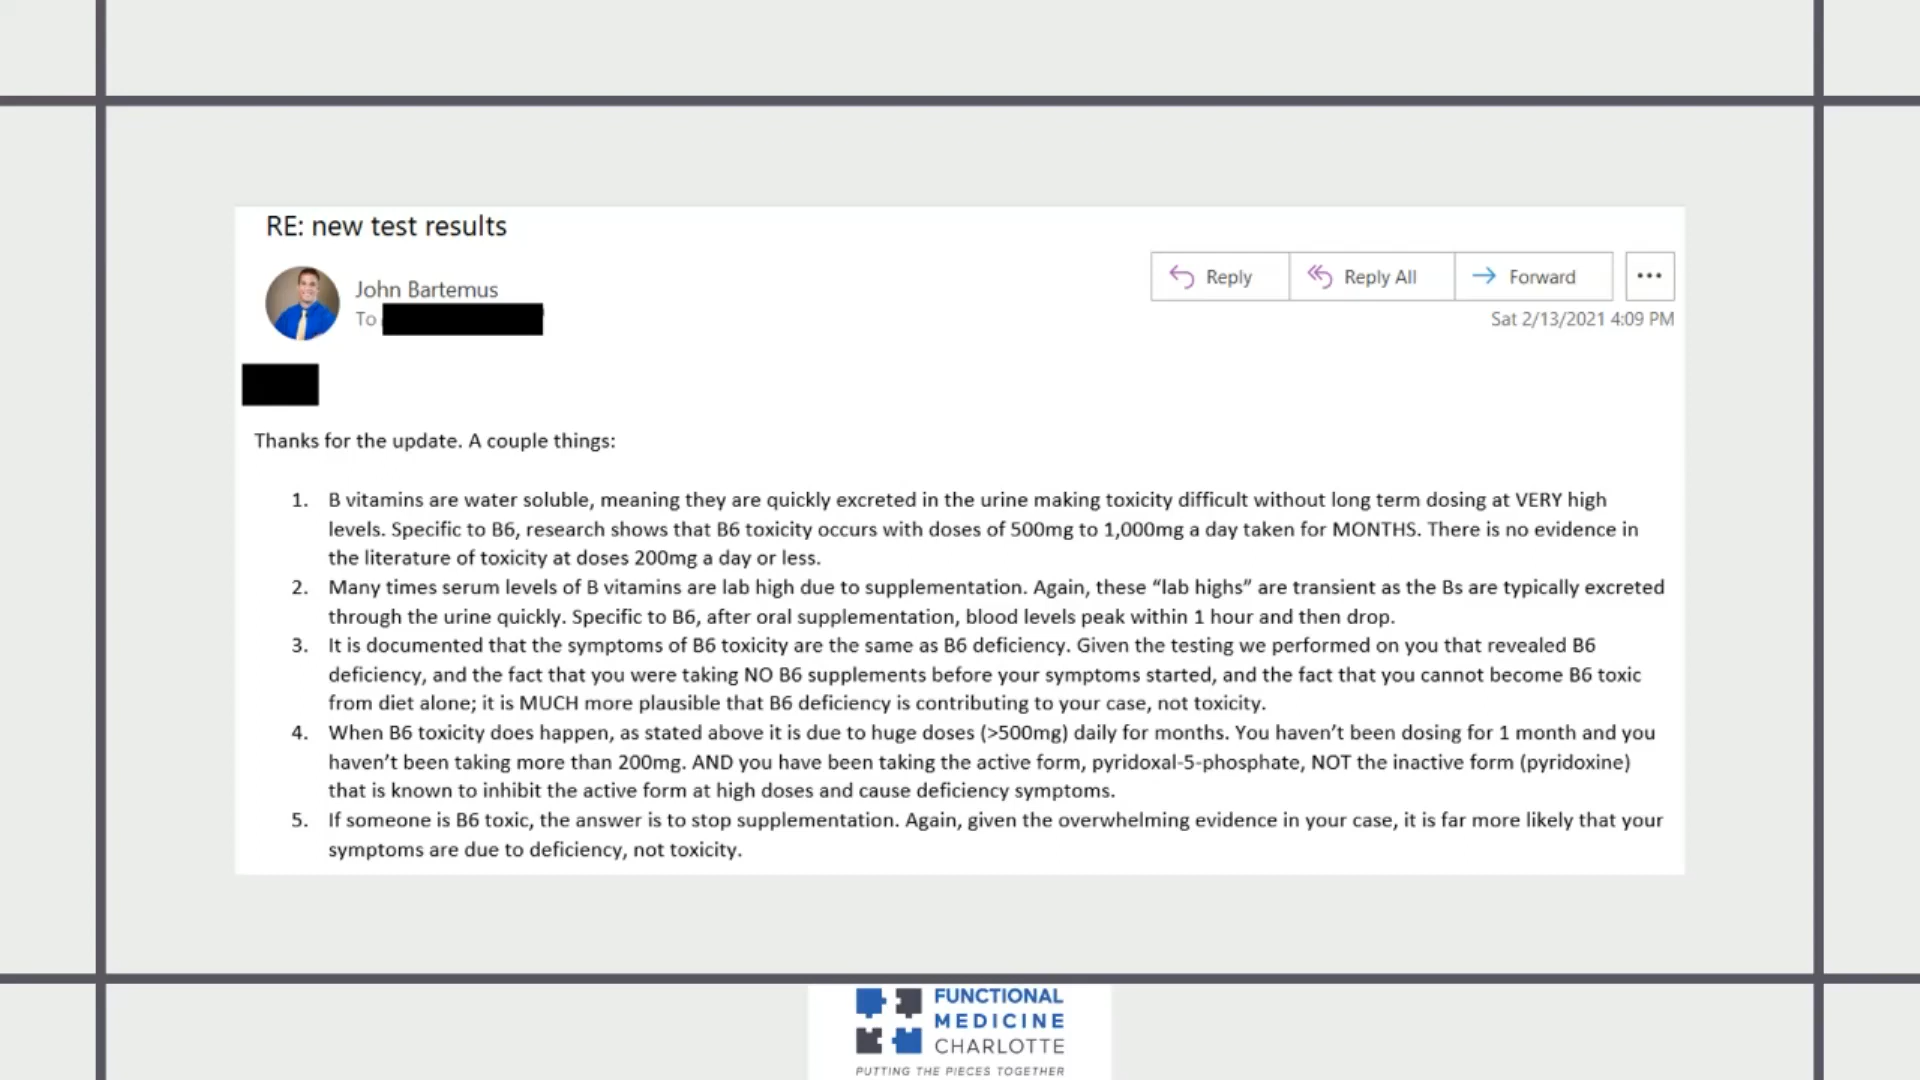 RE: new test results
John Bartemus
To
Reply
Reply All
Forward
Sat 2/13/2021 4:09 PM
Thanks for the update. A couple things:
1. B vitamins are water soluble, meaning they are quickly excreted in the urine making toxicity difficult without long term dosing at VERY high
levels. Specific to B6, research shows that B6 toxicity occurs with doses of 500mg to 1,000mg a day taken for MONTHS. There is no evidence in
the literature of toxicity at doses 200mg a day or less.
2. Many times serum levels of B vitamins are lab high due to supplementation. Again, these “lab highs” are transient as the Bs are typically excreted
through the urine quickly. Specific to B6, after oral supplementation, blood levels peak within 1 hour and then drop.
3. It is documented that the symptoms of B6 toxicity are the same as B6 deficiency. Given the testing we performed on you that revealed B6
deficiency, and the fact that you were taking NO B6 supplements before your symptoms started, and the fact that you cannot become B6 toxic
from diet alone; it is MUCH more plausible that B6 deficiency is contributing to your case, not toxicity.
4. When B6 toxicity does happen, as stated above it is due to huge doses (>500mg) daily for months. You haven’t been dosing for 1 month and you
haven’t been taking more than 200mg. AND you have been taking the active form, pyridoxal-5-phosphate, NOT the inactive form (pyridoxine)
that is known to inhibit the active form at high doses and cause deficiency symptoms.
5. If someone is B6 toxic, the answer is to stop supplementation. Again, given the overwhelming evidence in your case, it is far more likely that your
symptoms are due to deficiency, not toxicity.
FUNCTIONAL
MEDICINE
CHARLOTTE
PUTTING THE PIECES TOGETHER